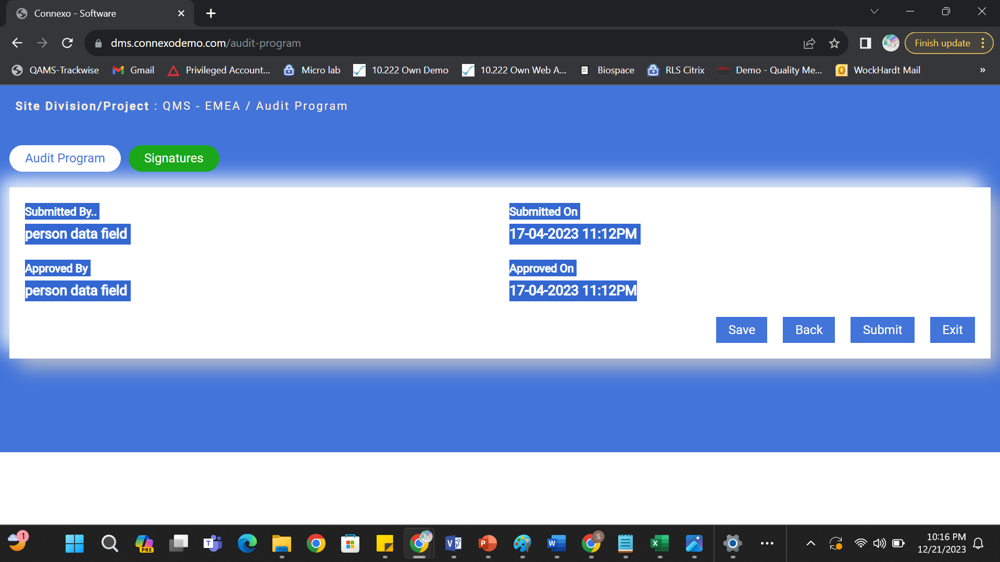 Connexo - Software
dms.connexodemo.com/audit-program
Finish update
QAMS-Trackwise
Gmail
Privileged Account...
Micro lab
10.222 Own Demo
10.222 Own Web A...
Biospace
RLS Citrix
Demo - Quality Me...
WockHardt Mail
»
Site Division/Project : QMS - EMEA / Audit Program
Audit Program
Signatures
Submitted By..
Submitted On
person data field
17-04-2023 11:12PM
Approved By
Approved On
person data field
17-04-2023 11:12PM
Save
Back
Submit
Exit
1
PRE
S
10:16 PM
12/21/2023